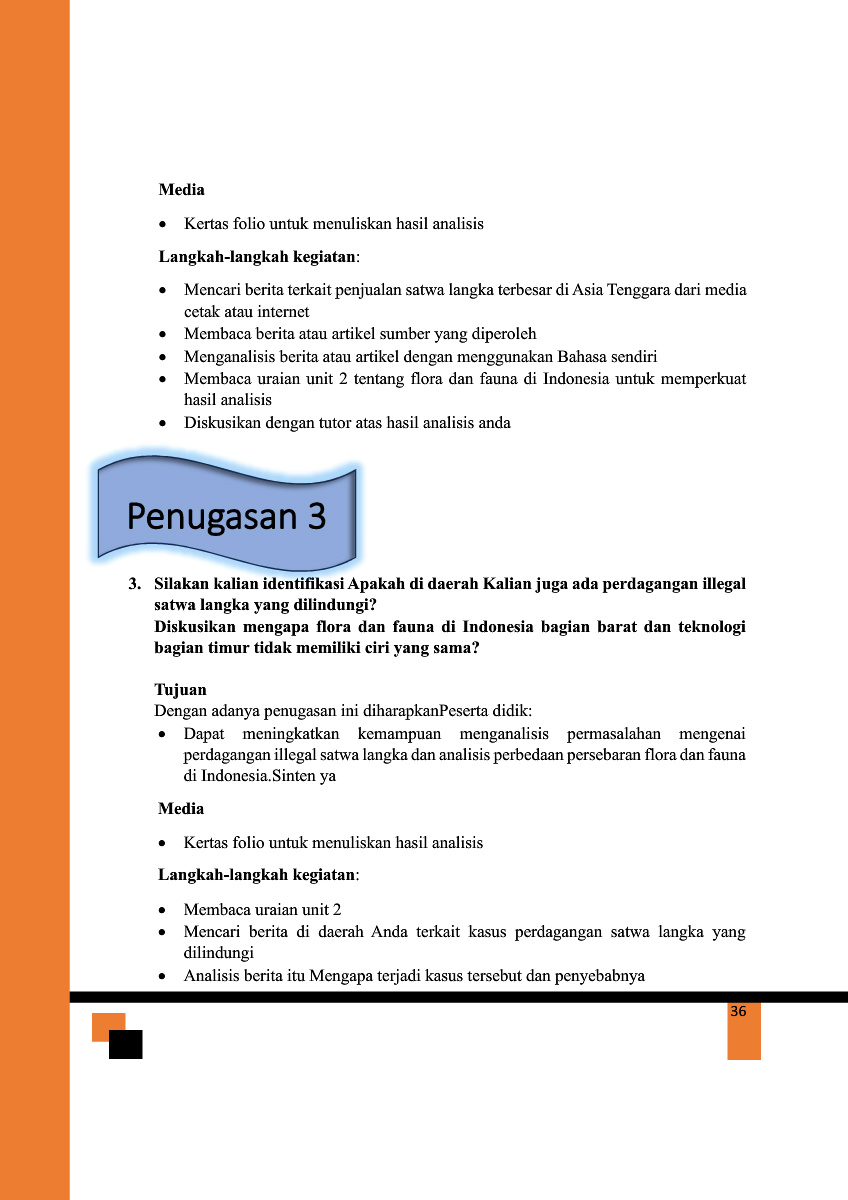 Media
• Kertas folio untuk menuliskan hasil analisis
Langkah-langkah kegiatan:
• Mencari berita terkait penjualan satwa langka terbesar di Asia Tenggara dari media
cetak atau internet
• Membaca berita atau artikel sumber yang diperoleh
• Menganalisis berita atau artikel dengan menggunakan Bahasa sendiri
• Membaca uraian unit 2 tentang flora dan fauna di Indonesia untuk memperkuat
hasil analisis
• Diskusikan dengan tutor atas hasil analisis anda
Penugasan 3
3. Silakan kalian identifikasi Apakah di daerah Kalian juga ada perdagangan illegal
satwa langka yang dilindungi?
Diskusikan mengapa flora dan fauna di Indonesia bagian barat dan teknologi
bagian timur tidak memiliki ciri yang sama?
Tujuan
Dengan adanya penugasan ini diharapkanPeserta didik:
• Dapat meningkatkan kemampuan menganalisis permasalahan mengenai
perdagangan illegal satwa langka dan analisis perbedaan persebaran flora dan fauna
di Indonesia.Sinten ya
Media
• Kertas folio untuk menuliskan hasil analisis
Langkah-langkah kegiatan:
• Membaca uraian unit 2
• Mencari berita di daerah Anda terkait kasus perdagangan satwa langka yang
dilindungi
• Analisis berita itu Mengapa terjadi kasus tersebut dan penyebabnya
36